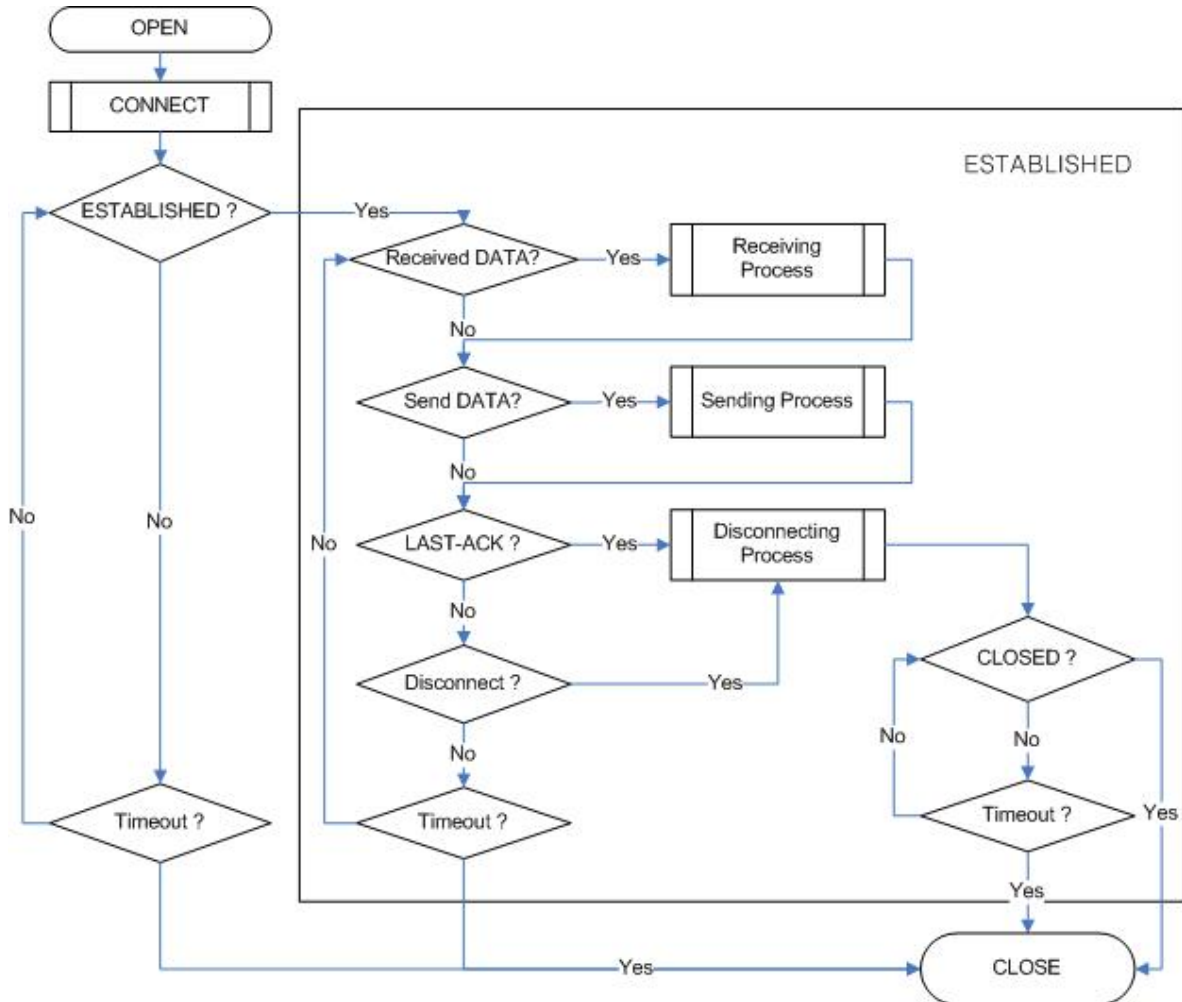 OPEN
CONNECT
ESTABLISHED
ESTABLISHED ?
Yes
Received DATA?
Yes
Receiving
Process
No
Send DATA?
Yes
Sending Process
No
No
No
No
LAST-ACK ?
Yes
Disconnecting
Process
No
CLOSED ?
Disconnect ?
Yes
No
No
No
Timeout ?
Timeout ?
Timeout ?
Yes
Yes
Yes
CLOSE